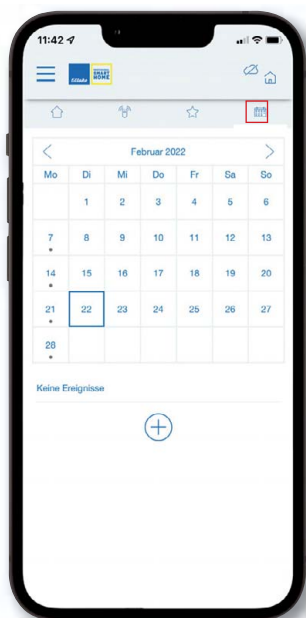 11:42
SMART
HOME
Februar 2022
Mo Di Mi Do Fr Sa So
1 2 3 4 5 6
7 8 9 10 11 12 13
14 15 16 17 18 19 20
21 22 23 24 25 26 27
28
Keine Ereignisse